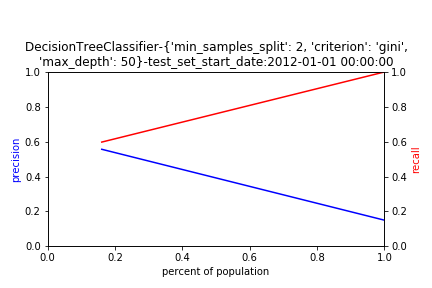 DecisionTreeClassifier-{'min_samples_split': 2, 'criterion': 'gini',
'max_depth': 50}-test_set_start_date:2012-01-01 00:00:00
1.0
0.8
0.6
0.4
0.2
0.0
precision
1.0
0.8
0.6
0.4
0.2
0.0
recall
0.0 0.2 0.4 0.6 0.8 1.0
percent of population